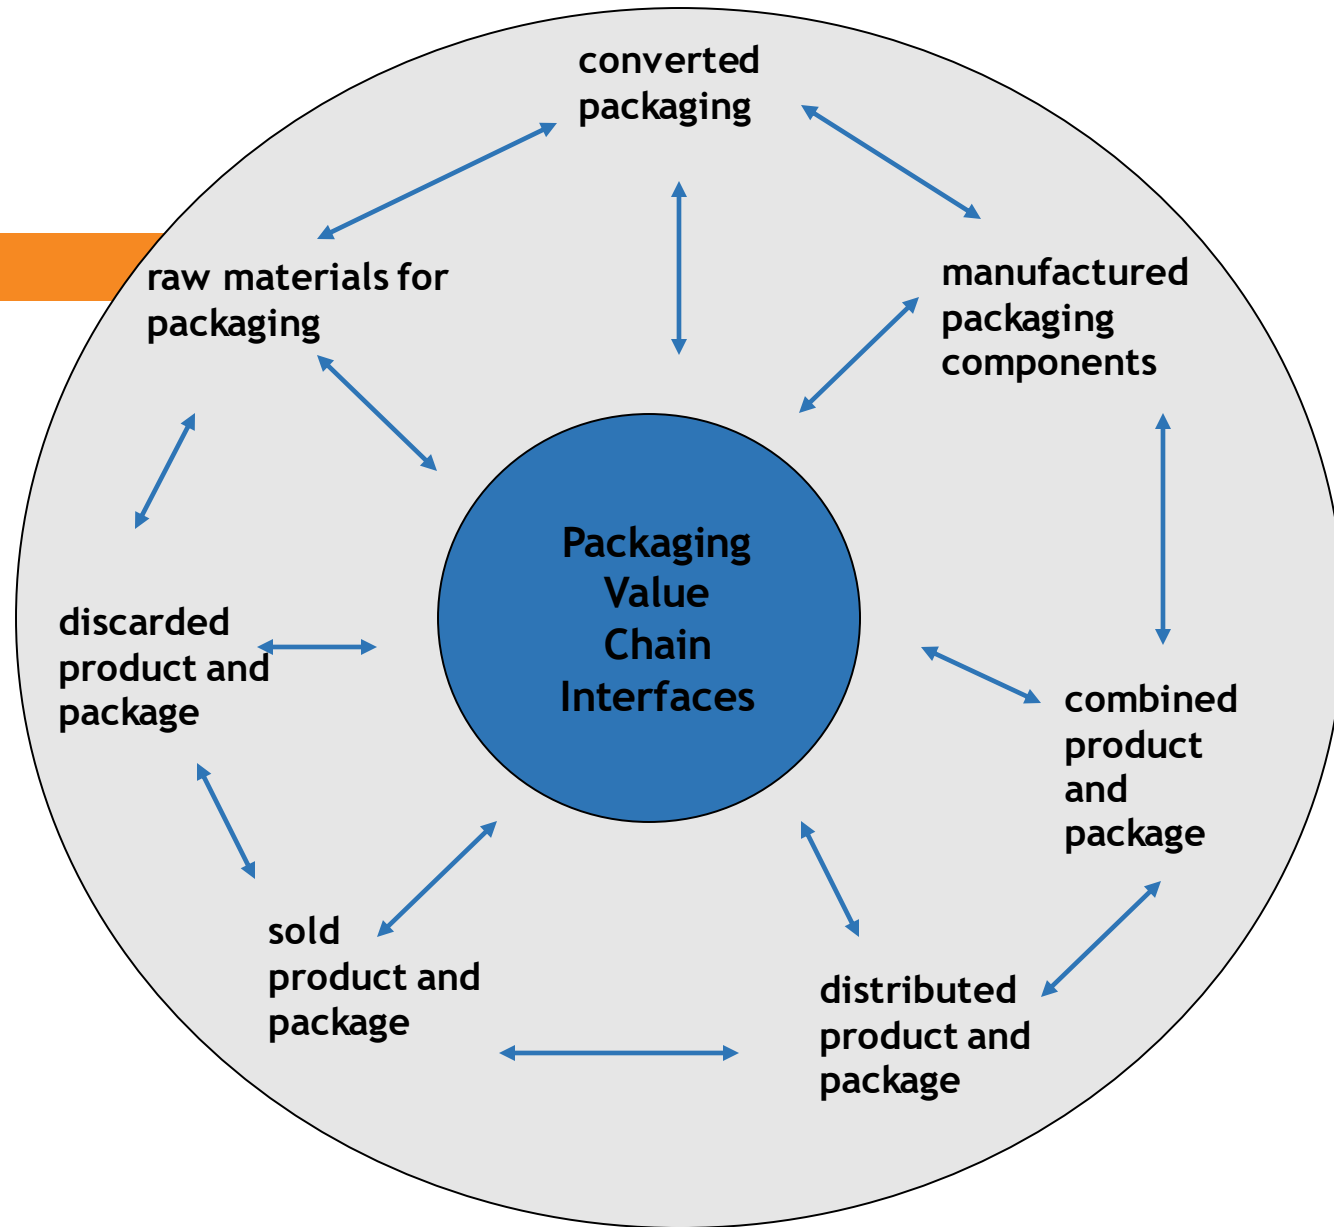 converted
packaging
raw materials for
packaging
manufactured
packaging
components
Packaging
Value
Chain
Interfaces
discarded
product and
package
combined
product
and
package
sold
product and
package
distributed
product and
package